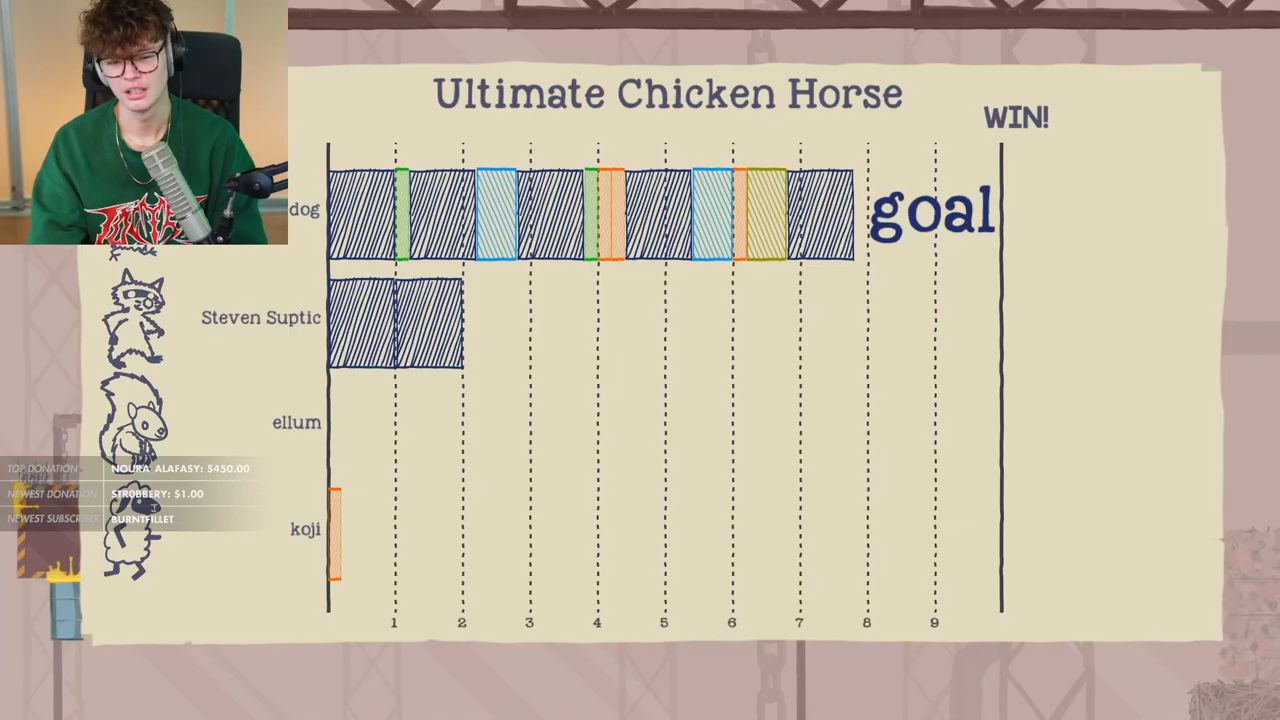 Ultimate Chicken Horse
WIN!
dog
goal
Steven Suptic
ellum
TOP DONATION NOURA ALAFASY: $450.00
NEWEST DONATION STR0BBERY: $1.00
NEWEST SUBSCRIBER BURNTFILLET
koji
1 2 3 4 5 6 7 8 9